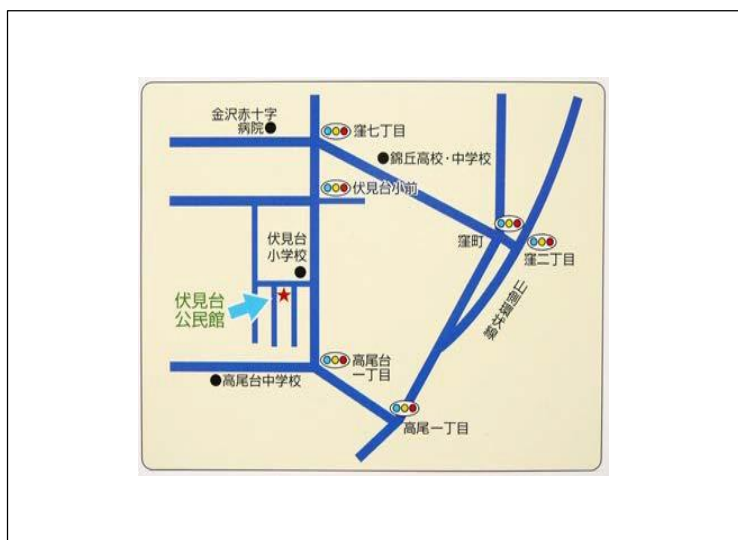 金沢赤十字
病院
窪七丁目
錦丘高校・中学校
伏見台小前
伏見台
小学校
窪町
窪二丁目
山側環状線
伏見台
公民館
高尾台
一丁目
高尾台中学校
高尾一丁目